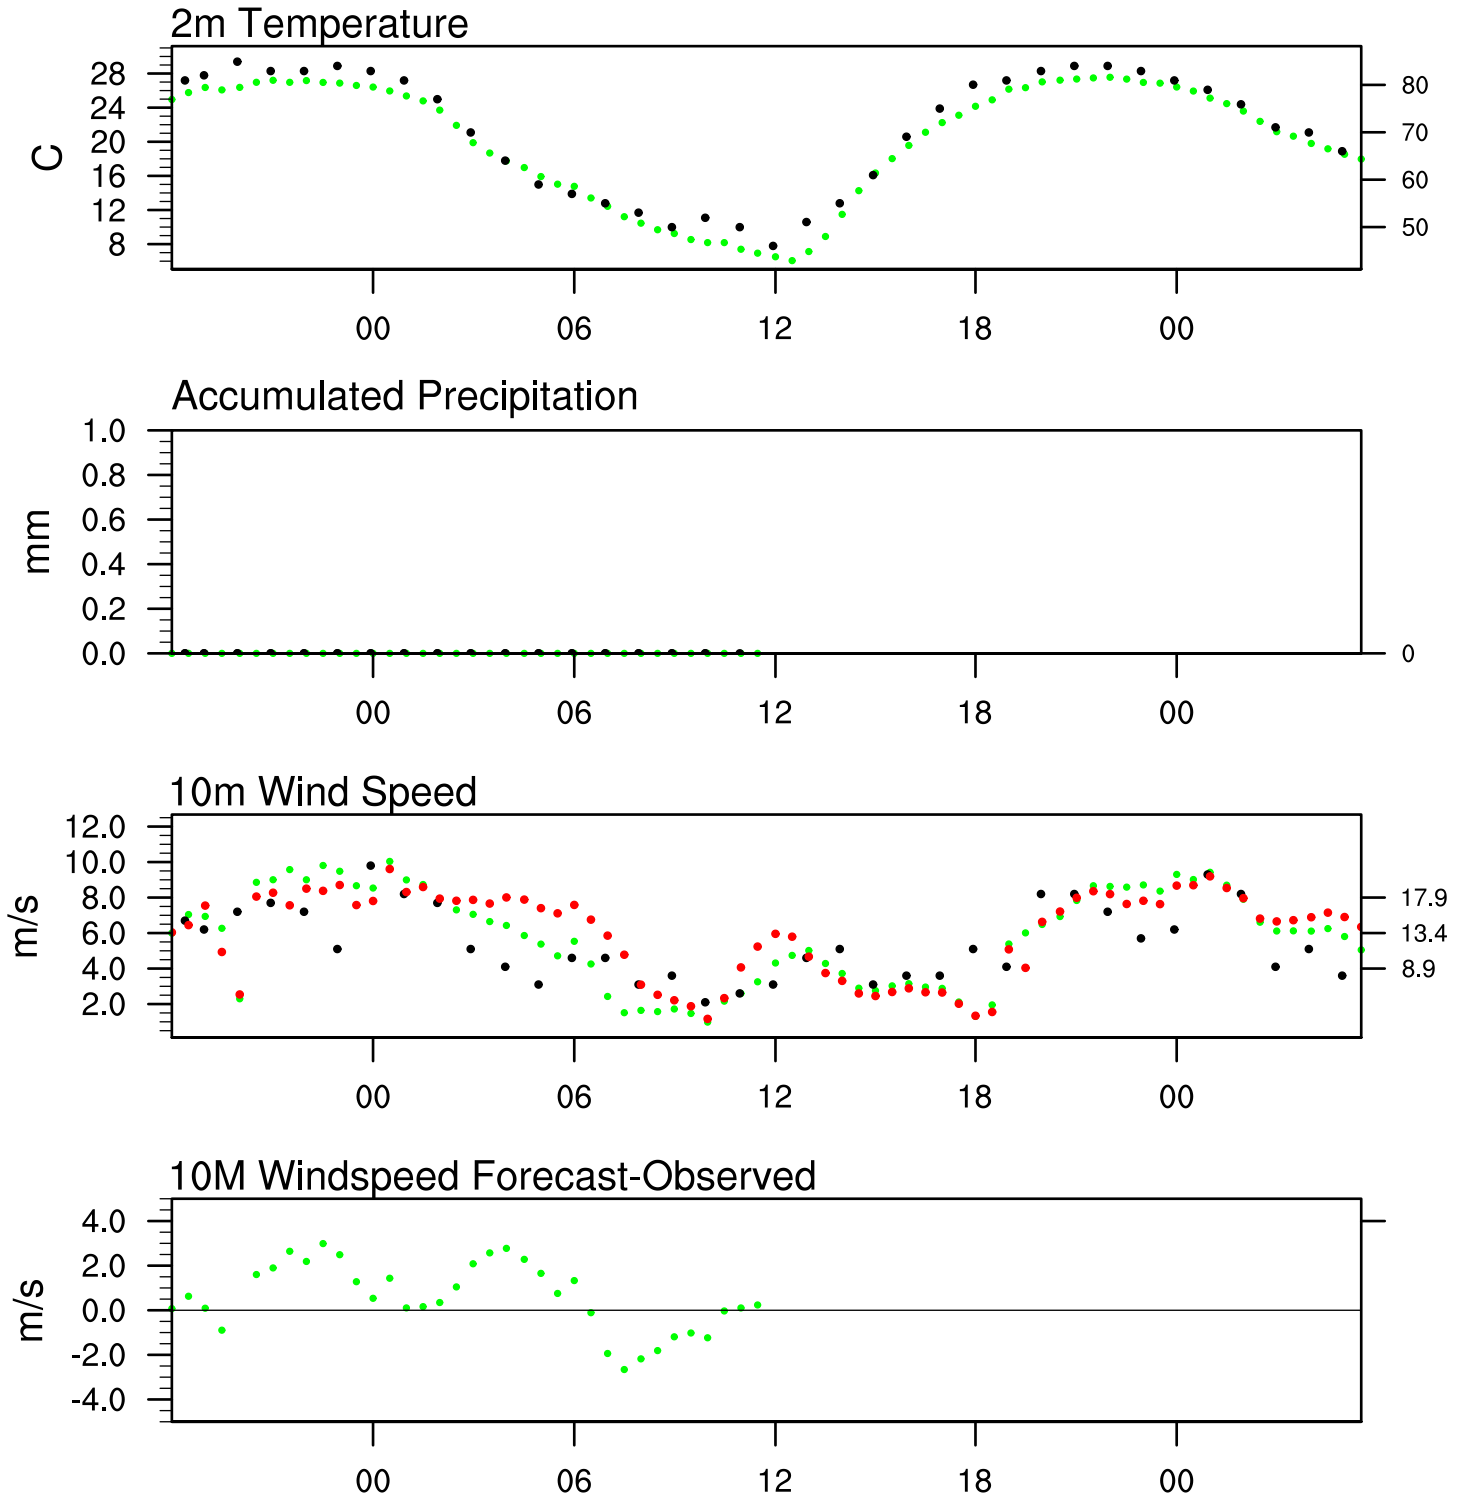 2m Temperature
C
28
24
20
16
12
8
80
70
60
50
00 06 12 18 00
Accumulated Precipitation
mm
1.0
0.8
0.6
0.4
0.2
0.0
0
00 06 12 18 00
10m Wind Speed
m/s
12.0
10.0
8.0
6.0
4.0
2.0
17.9
13.4
8.9
00 06 12 18 00
10M Windspeed Forecast-Observed
m/s
4.0
2.0
0.0
-2.0
-4.0
00 06 12 18 00